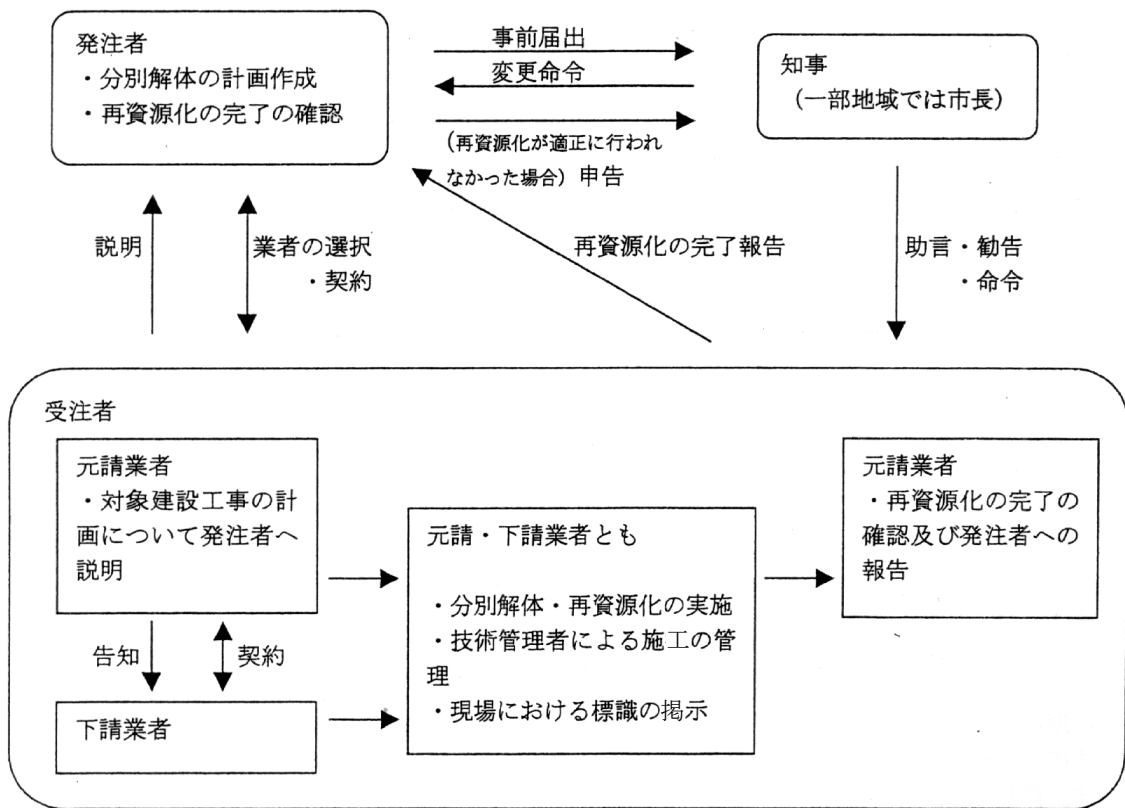 発注者
・分別解体の計画作成
・再資源化の完了の確認
事前届出
変更命令
(再資源化が適正に行われ
なかった場合) 申告
知事
(一部地域では市長)
説明
業者の選択
・契約
再資源化の完了報告
助言・勧告
・命令
受注者
元請業者
・対象建設工事の計
画について発注者へ
説明
告知
契約
下請業者
元請・下請業者とも
・分別解体・再資源化の実施
・技術管理者による施工の管
理
・現場における標識の掲示
元請業者
・再資源化の完了の
確認及び発注者への
報告